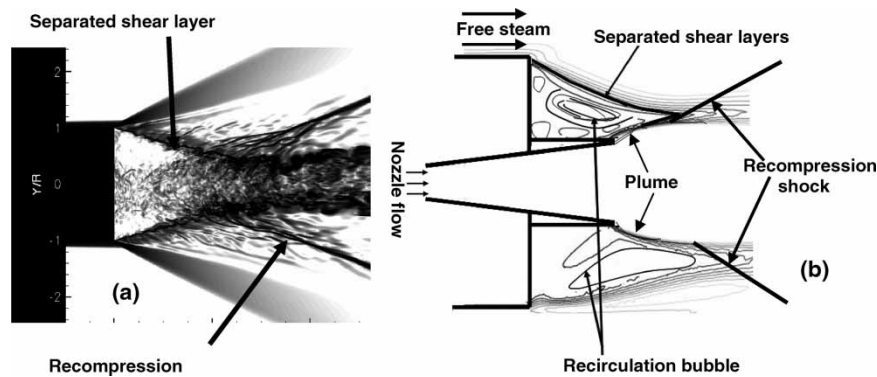 Separated shear layer
2
1
0
-1
-2
Y/R
(a)
Recompression
Free steam
Separated shear layers
Nozzle flow
Plume
Recompression
shock
(b)
Recirculation bubble